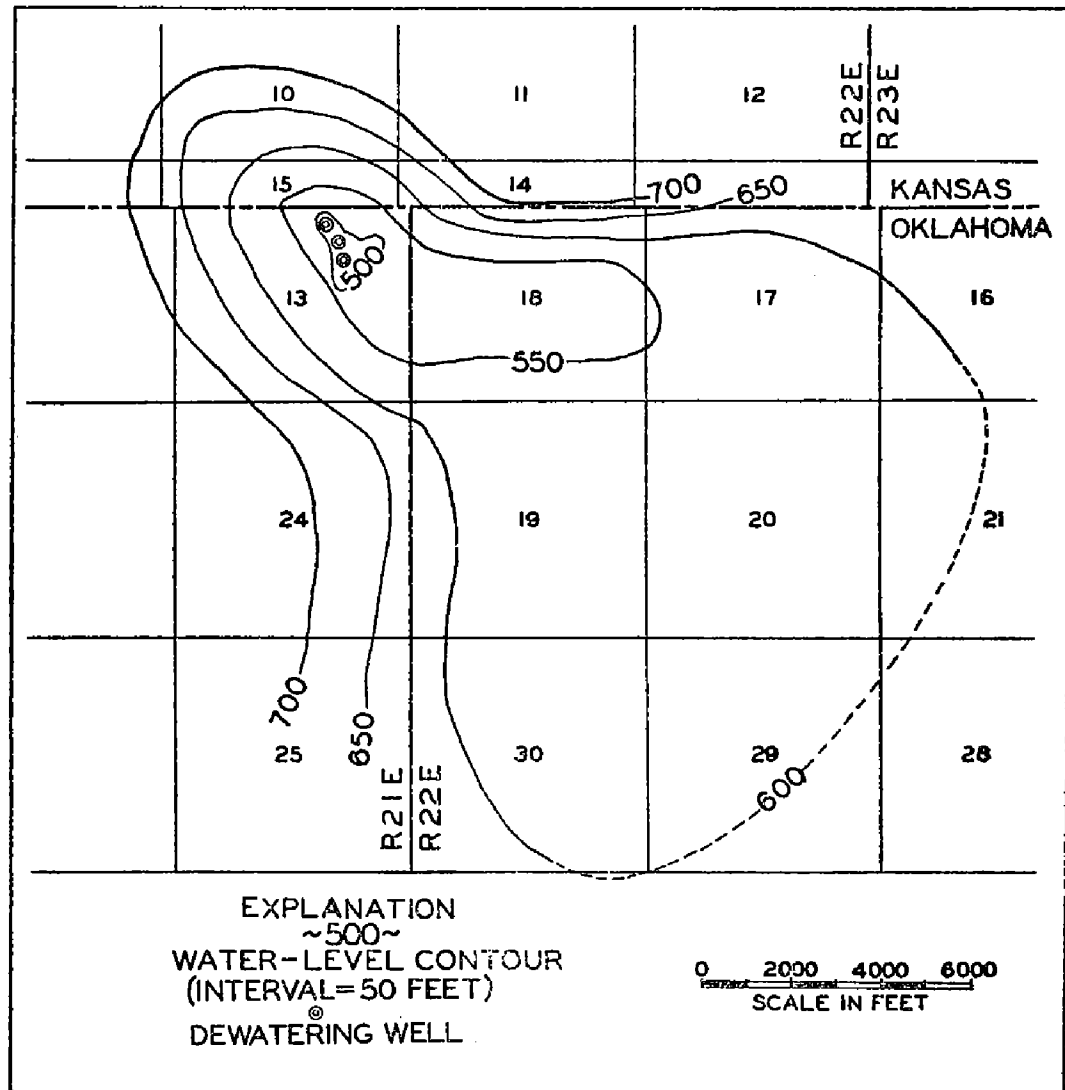 10
11
12
R22E
R23E
15
14
700
650
KANSAS
OKLAHOMA
500
13
18
17
16
550
24
19
20
21
700
25
650
R21E
R22E
30
29
600
28
EXPLANATION
~500~
WATER-LEVEL CONTOUR
(INTERVAL=50 FEET)
DEWATERING WELL
0 2000 4000 6000
SCALE IN FEET